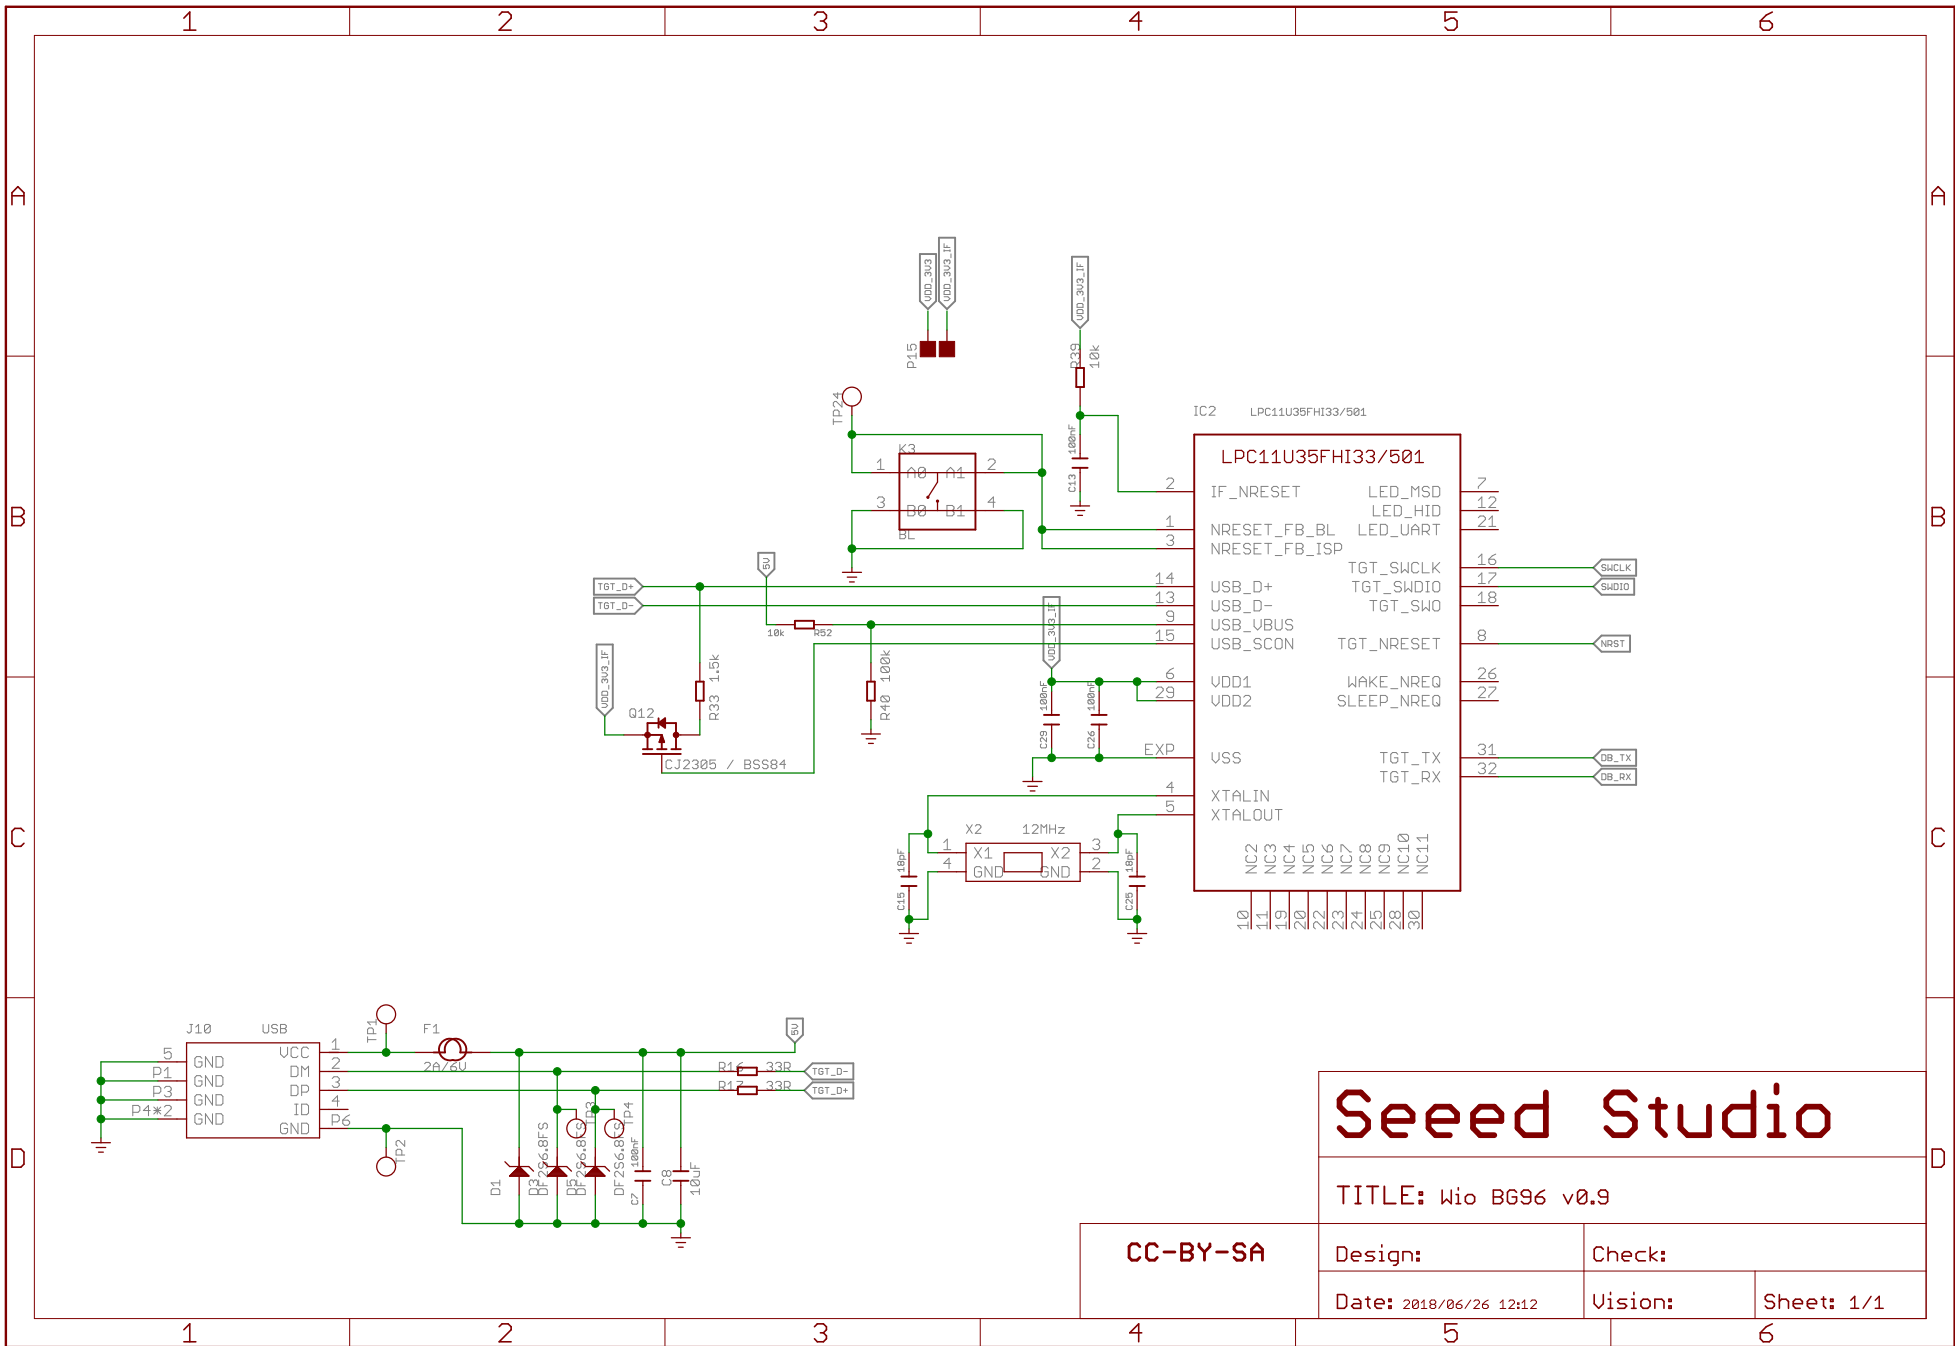 1 2 3 4 5 6
A A
B B
C C
D D
VDD_3V3
VDD_3V3_IF
P15
VDD_3V3_IF
R39
10k
TP24
K3
1 A0 A1 2
3 B0 B1 4
BL
100nF
C13
IC2 LPC11U35FHI33/501
LPC11U35FHI33/501
2 IF_NRESET
1 NRESET_FB_BL
3 NRESET_FB_ISP
14 USB_D+
13 USB_D-
9 USB_VBUS
15 USB_SCON
6 VDD1
29 VDD2
EXP VSS
4 XTALIN
5 XTALOUT
LED_MSD 7
LED_HID 12
LED_UART 21
TGT_SWCLK 16 SWCLK
TGT_SWDIO 17 SWDIO
TGT_SWO 18
TGT_NRESET 8 NRST
WAKE_NREQ 26
SLEEP_NREQ 27
TGT_TX 31 DB_TX
TGT_RX 32 DB_RX
NC2 NC3 NC4 NC5 NC6 NC7 NC8 NC9 NC10 NC11
10 11 19 20 22 23 24 25 28 30
5V
TGT_D+
TGT_D-
10k R52
VDD_3V3_IF
R33 1.5k
R40 100k
Q12
CJ2305 / BSS84
VDD_3V3_IF
100nF
C29
100nF
C26
X2 12MHz
1 X1 X2 3
4 GND GND 2
18pF
C15
18pF
C25
J10 USB
5 GND
P1 GND
P3 GND
P4*2 GND
VCC 1
DM 2
DP 3
ID 4
GND P6
TP1
TP2
F1
2A/6V
5V
R16 33R TGT_D-
R17 33R TGT_D+
TP3
TP4
D1
D3
DF2S6.8FS
D5
DF2S6.8FS
DF2S6.8FS
100nF
C7
C8
10uF
Seeed Studio
TITLE: Wio BG96 v0.9
CC-BY-SA
Design: Check:
Date: 2018/06/26 12:12 Vision: Sheet: 1/1
1 2 3 4 5 6